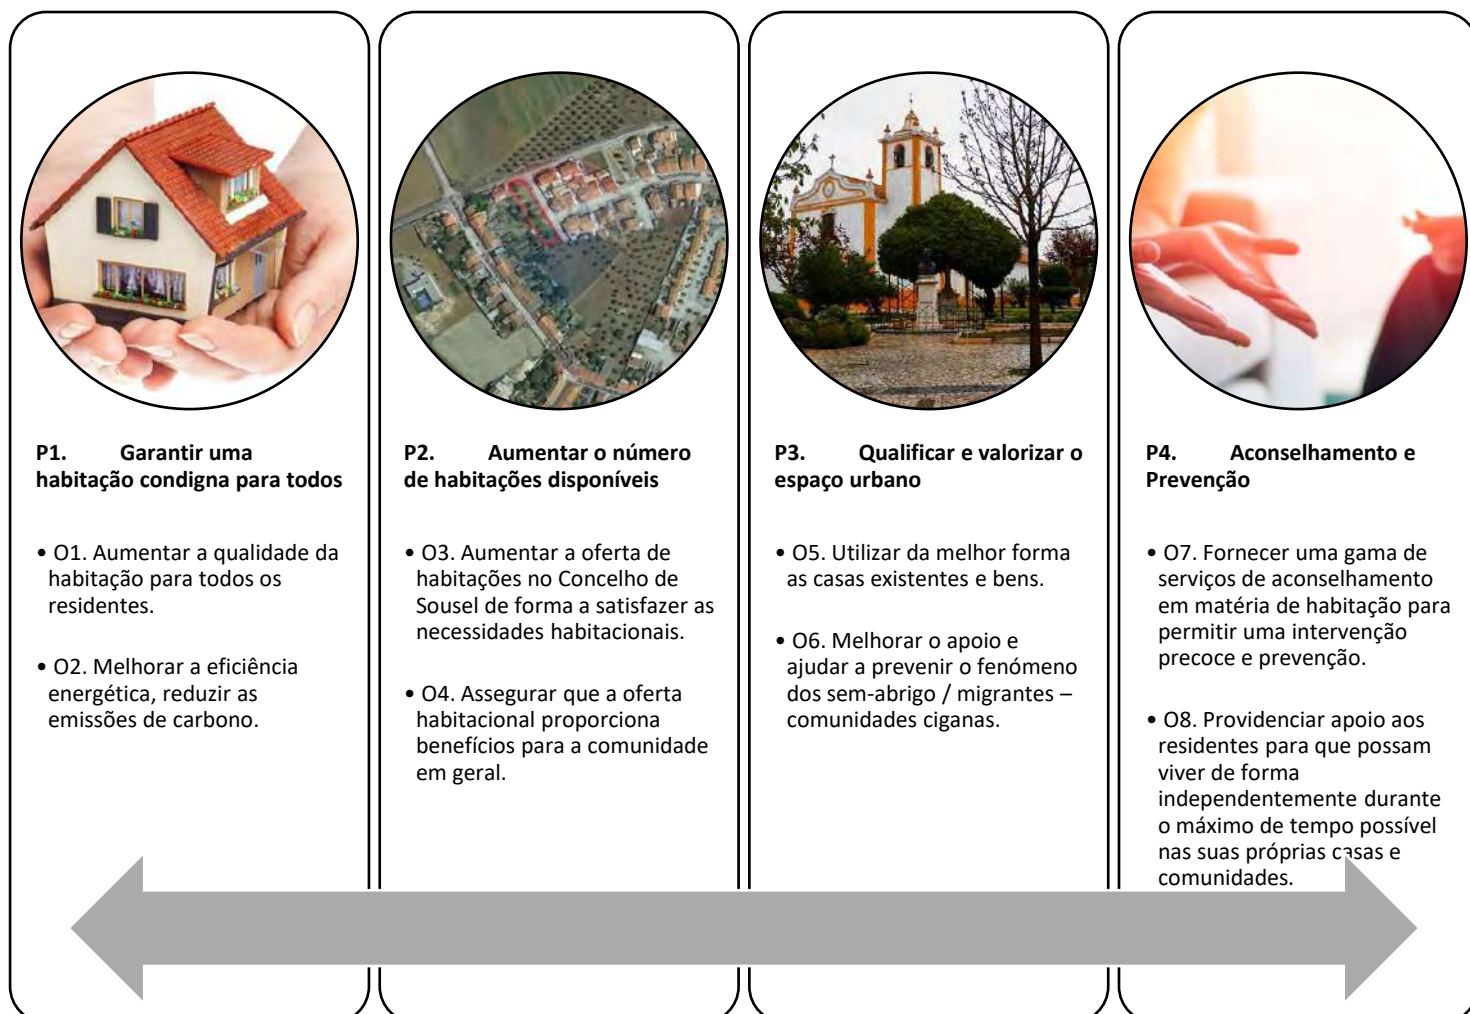 P1. Garantir uma
habitação condigna para todos
• O1. Aumentar a qualidade da
habitação para todos os
residentes.
• O2. Melhorar a eficiência
energética, reduzir as
emissões de carbono.
P2. Aumentar o número
de habitações disponíveis
• O3. Aumentar a oferta de
habitações no Concelho de
Sousel de forma a satisfazer as
necessidades habitacionais.
• O4. Assegurar que a oferta
habitacional proporciona
benefícios para a comunidade
em geral.
P3. Qualificar e valorizar o
espaço urbano
• O5. Utilizar da melhor forma
as casas existentes e bens.
• O6. Melhorar o apoio e
ajudar a prevenir o fenómeno
dos sem-abrigo / migrantes –
comunidades ciganas.
P4. Aconselhamento e
Prevenção
• O7. Fornecer uma gama de
serviços de aconselhamento
em matéria de habitação para
permitir uma intervenção
precoce e prevenção.
• O8. Providenciar apoio aos
residentes para que possam
viver de forma
independentemente durante
o máximo de tempo possível
nas suas próprias casas e
comunidades.